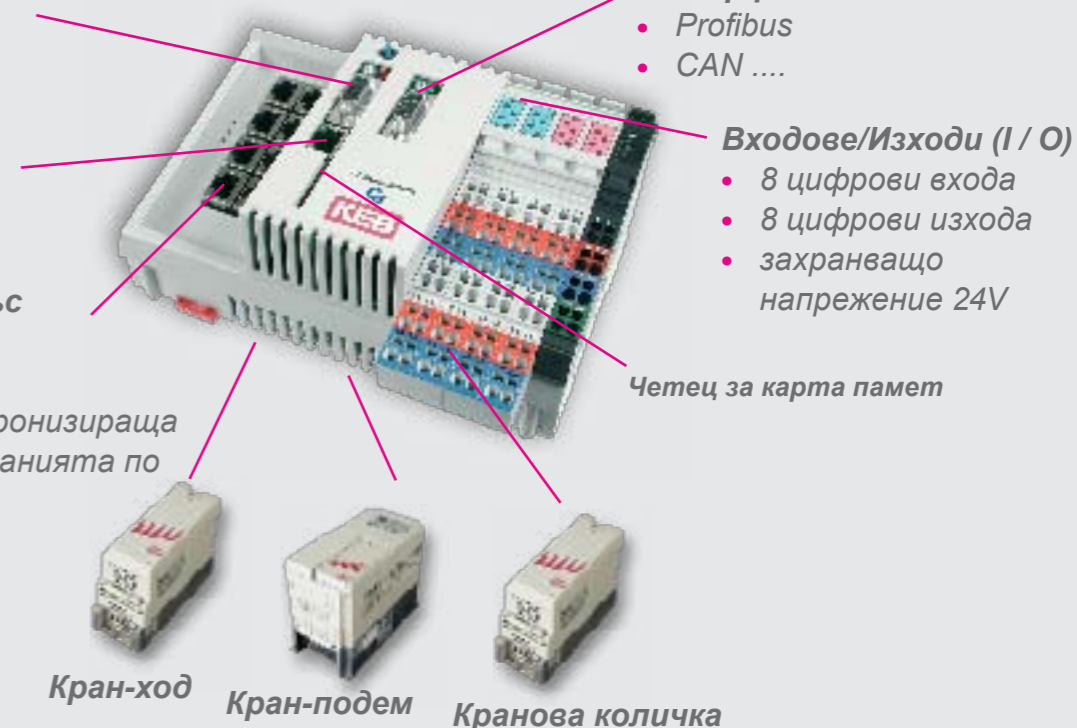 Profibus
CAN ....
Входове/Изходи (I / O)
8 цифрови входа
8 цифрови изхода
захранващо
напрежение 24V
KEB
Четец за карта памет
Кран-ход
Кран-подем
Кранова количка